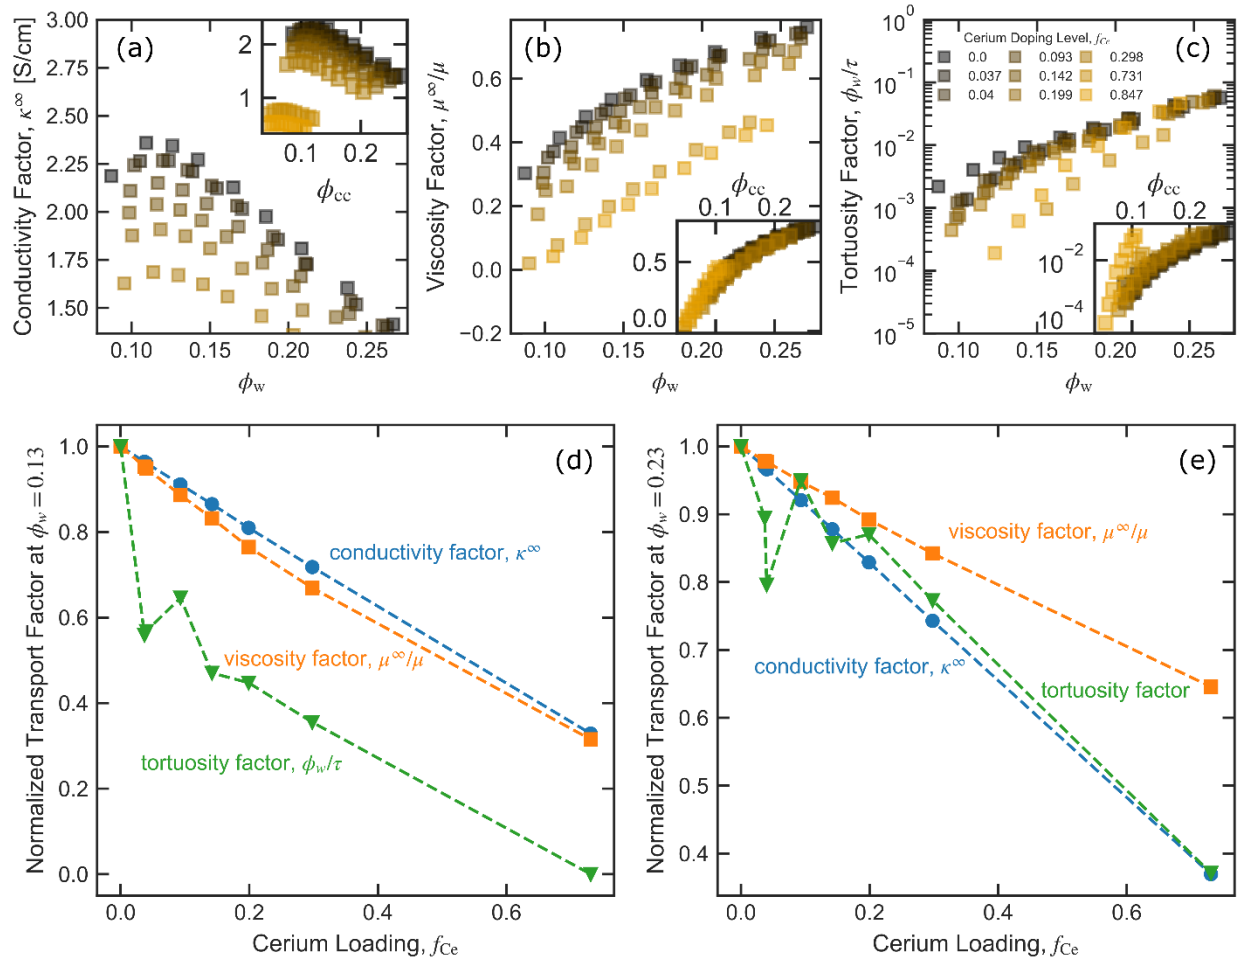 (a)
Conductivity Factor, κ∞ [S/cm]
3.00
2.75
2.50
2.25
2.00
1.75
1.50
0.10 0.15 0.20 0.25
ϕw
2
1
0.1 0.2
ϕcc
(b)
Viscosity Factor, μ∞/μ
0.6
0.4
0.2
0.0
−0.2
0.10 0.15 0.20 0.25
ϕw
ϕcc
0.1 0.2
0.5
0.0
(c)
Tortuosity Factor, ϕw/τ
10⁰
10⁻¹
10⁻²
10⁻³
10⁻⁴
10⁻⁵
0.10 0.15 0.20 0.25
ϕw
Cerium Doping Level, fCe
0.0 0.093 0.298
0.037 0.142 0.731
0.04 0.199 0.847
ϕcc
0.1 0.2
10⁻²
10⁻⁴
(d)
Normalized Transport Factor at ϕw = 0.13
1.0
0.8
0.6
0.4
0.2
0.0
conductivity factor, κ∞
viscosity factor, μ∞/μ
tortuosity factor, ϕw/τ
0.0 0.2 0.4 0.6
Cerium Loading, fCe
(e)
Normalized Transport Factor at ϕw = 0.23
1.0
0.9
0.8
0.7
0.6
0.5
0.4
viscosity factor, μ∞/μ
conductivity factor, κ∞
tortuosity factor
0.0 0.2 0.4 0.6
Cerium Loading, fCe